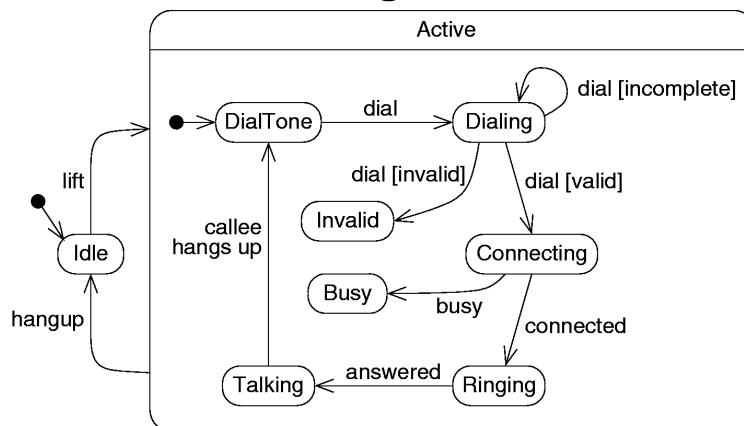 Active
dial [incomplete]
DialTone
dial
Dialing
lift
dial [invalid]
dial [valid]
Invalid
callee
hangs up
Idle
Connecting
Busy
busy
hangup
connected
Talking
answered
Ringing